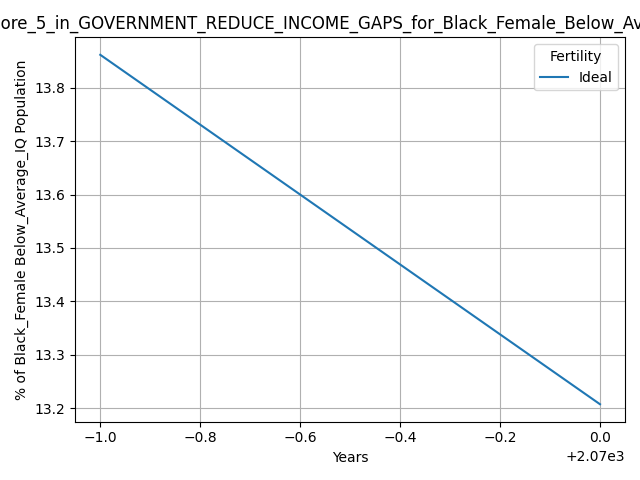 ore_5_in_GOVERNMENT_REDUCE_INCOME_GAPS_for_Black_Female_Below_Av
Fertility
Ideal
% of Black_Female Below_Average_IQ Population
13.8
13.7
13.6
13.5
13.4
13.3
13.2
−1.0 −0.8 −0.6 −0.4 −0.2 0.0
+2.07e3
Years